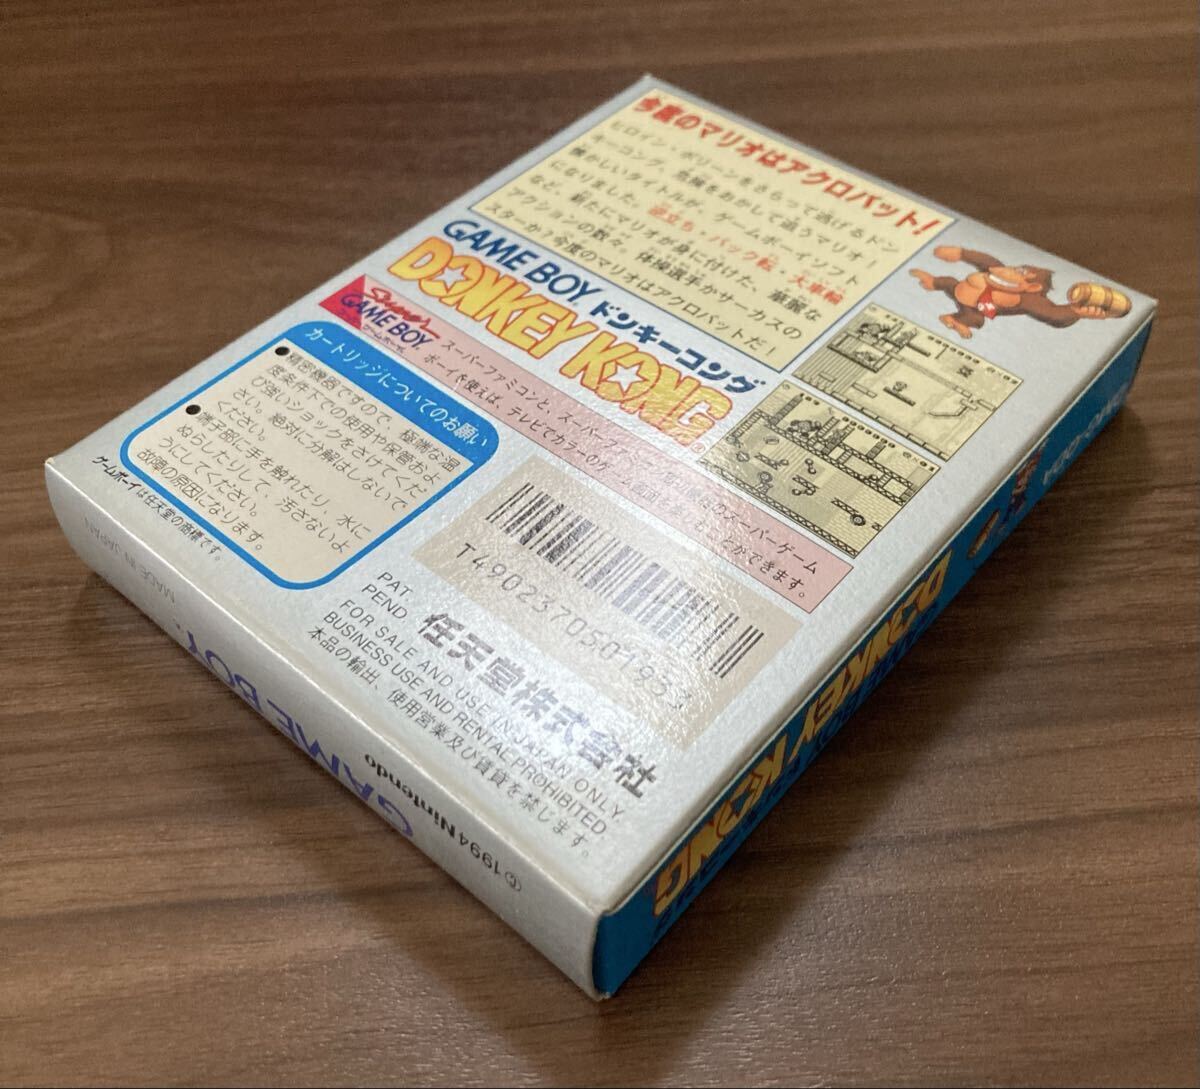 今度のマリオはアクロバット!
ヒロイン・ポリーンをさらって逃げるドン
キーコング、危険をおかして追うマリオ!
懐かしいタイトルが、ゲームボーイソフト
になりました。逆立ち・バック転・大車輪
など、新たにマリオが身に付けた、華麗な
アクションの数々。体操選手かサーカスの
スターか?今度のマリオはアクロバットだ!
GAME BOY ドンキーコング
DONKEY KONG
Super
GAME BOY
スーパーファミコンと、スーパーファミコン
ボーイを使えば、テレビでカラーのゲーム画面
ができます。
カートリッジについてのお願い
●精密機器ですので、極端な温
度条件下での使用や保管およ
び強いショックをさけてくだ
さい。絶対に分解はしないで
ください。
●端子部に手を触れたり、水に
ぬらしたりして、汚さないよ
うにしてください。
故障の原因になります。
ゲームボーイは任天堂の商標です。
T4902370501933
PAT
PEND
任天堂株式会社
FOR SALE AND USE IN JAPAN ONLY.
BUSINESS USE AND RENTAL PROHIBITED
本品の輸出、使用営業及び賃貸を禁じます。
MADE IN JAPAN
GAME BOY
©1994 Nintendo
DONKEY KONG